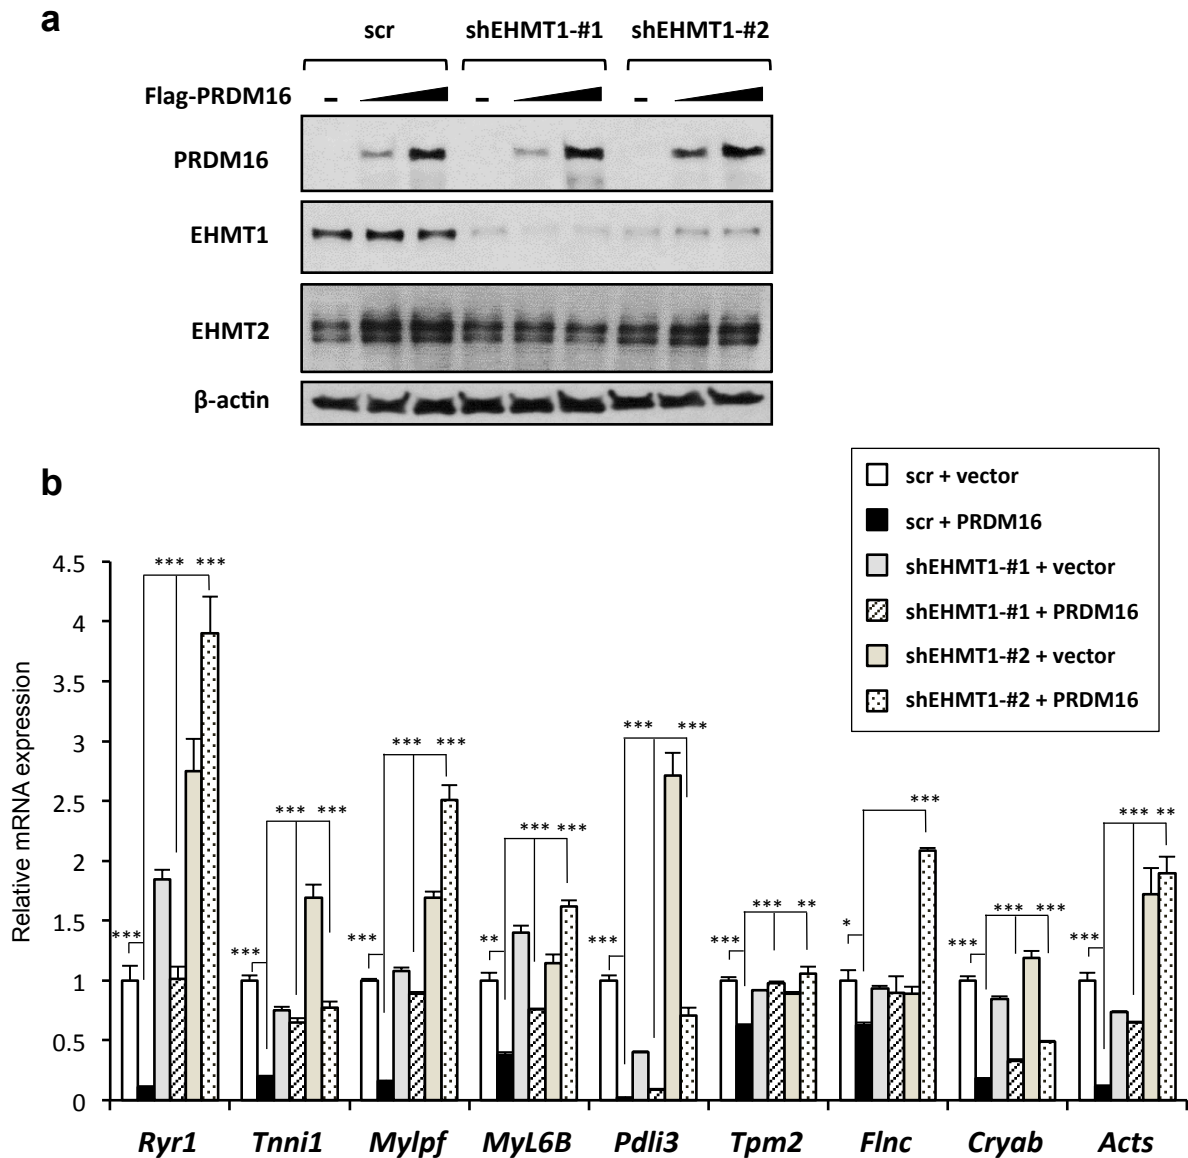 a
scr shEHMT1-#1 shEHMT1-#2
Flag-PRDM16 - - -
PRDM16
EHMT1
EHMT2
β-actin
b
scr + vector
scr + PRDM16
shEHMT1-#1 + vector
shEHMT1-#1 + PRDM16
shEHMT1-#2 + vector
shEHMT1-#2 + PRDM16
Relative mRNA expression
4.5
4
3.5
3
2.5
2
1.5
1
0.5
0
*** *** ***
*** *** ***
*** *** ***
** *** ***
*** *** ***
*** *** **
* ***
*** *** ***
*** *** **
Ryr1 Tnni1 Mylpf MyL6B Pdli3 Tpm2 Flnc Cryab Acts